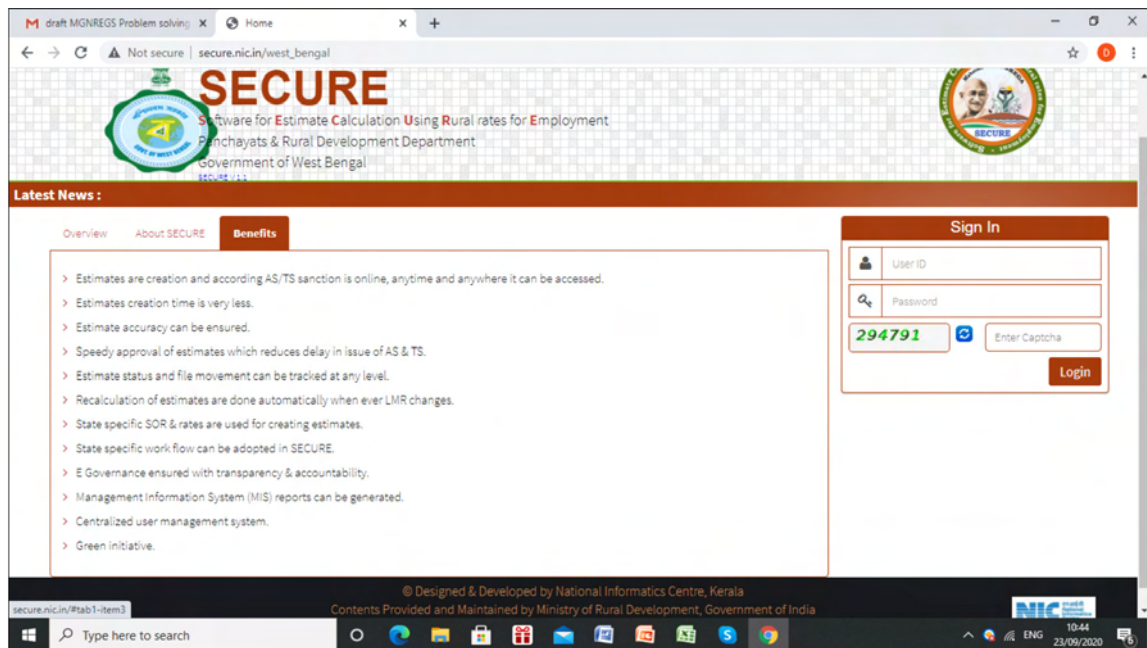 draft MGNREGS Problem solving
Home
Not secure | secure.nic.in/west_bengal
D
SECURE
Software for Estimate Calculation Using Rural rates for Employment
Panchayats & Rural Development Department
Government of West Bengal
SECURE V 1.1
SECURE
Latest News :
Overview About SECURE Benefits
> Estimates are creation and according AS/TS sanction is online, anytime and anywhere it can be accessed.
> Estimates creation time is very less.
> Estimate accuracy can be ensured.
> Speedy approval of estimates which reduces delay in issue of AS & TS.
> Estimate status and file movement can be tracked at any level.
> Recalculation of estimates are done automatically when ever LMR changes.
> State specific SOR & rates are used for creating estimates.
> State specific work flow can be adopted in SECURE.
> E Governance ensured with transparency & accountability.
> Management Information System (MIS) reports can be generated.
> Centralized user management system.
> Green initiative.
Sign In
User ID
Password
294791
Enter Captcha
Login
© Designed & Developed by National Informatics Centre, Kerala
Contents Provided and Maintained by Ministry of Rural Development, Government of India
secure.nic.in/#tab1-item3
NIC
Type here to search
ENG
10:44
23/09/2020